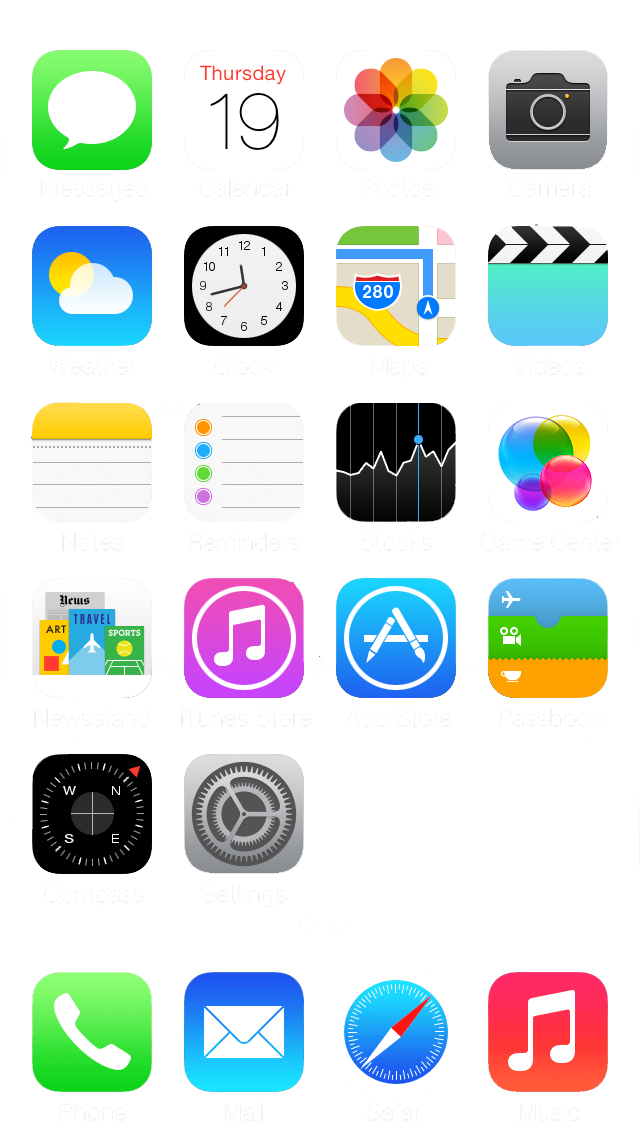 Thursday
19
Messages Calendar Photos Camera
12
11 1
10 2
9 3
8 4
7 5
6
280
Weather Clock Maps Videos
Notes Reminders Stocks Game Center
News
TRAVEL
ART
SPORTS
Newsstand iTunes Store App Store Passbook
W N
S E
Compass Settings
Phone Mail Safari Music